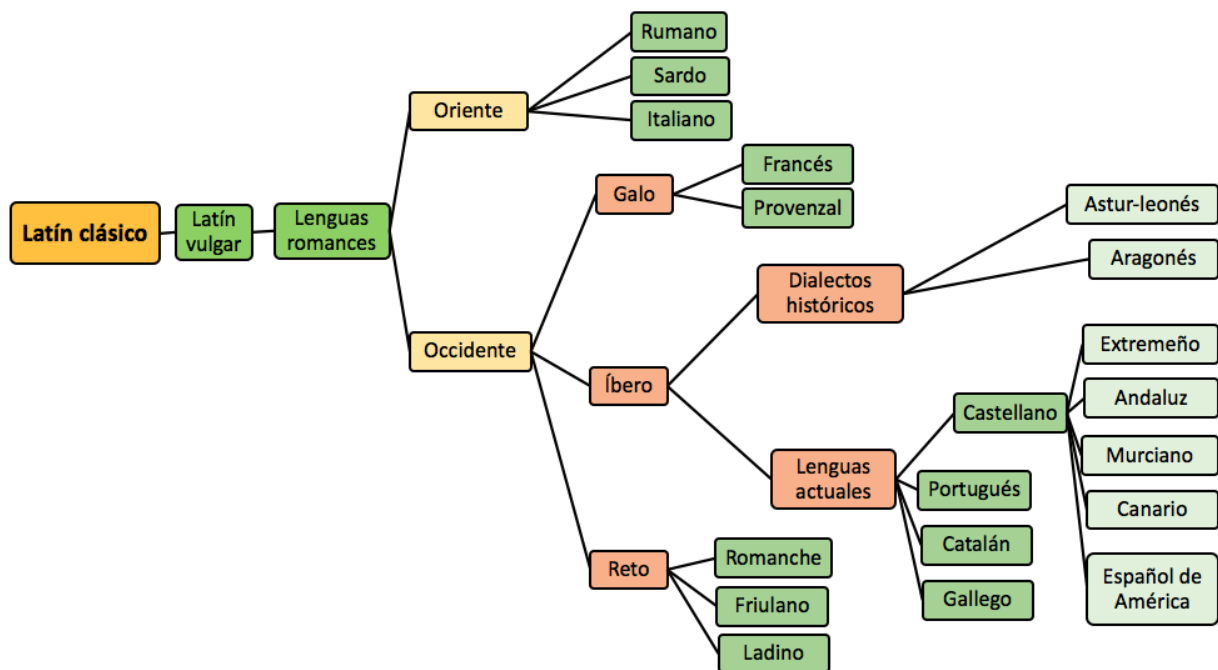 Rumano
Sardo
Oriente
Italiano
Francés
Galo
Provenzal
Astur-leonés
Latín clásico
Latín
vulgar
Lenguas
romances
Aragonés
Dialectos
históricos
Occidente
Extremeño
Íbero
Andaluz
Castellano
Murciano
Lenguas
actuales
Portugués
Canario
Catalán
Reto
Romanche
Español de
América
Gallego
Friulano
Ladino